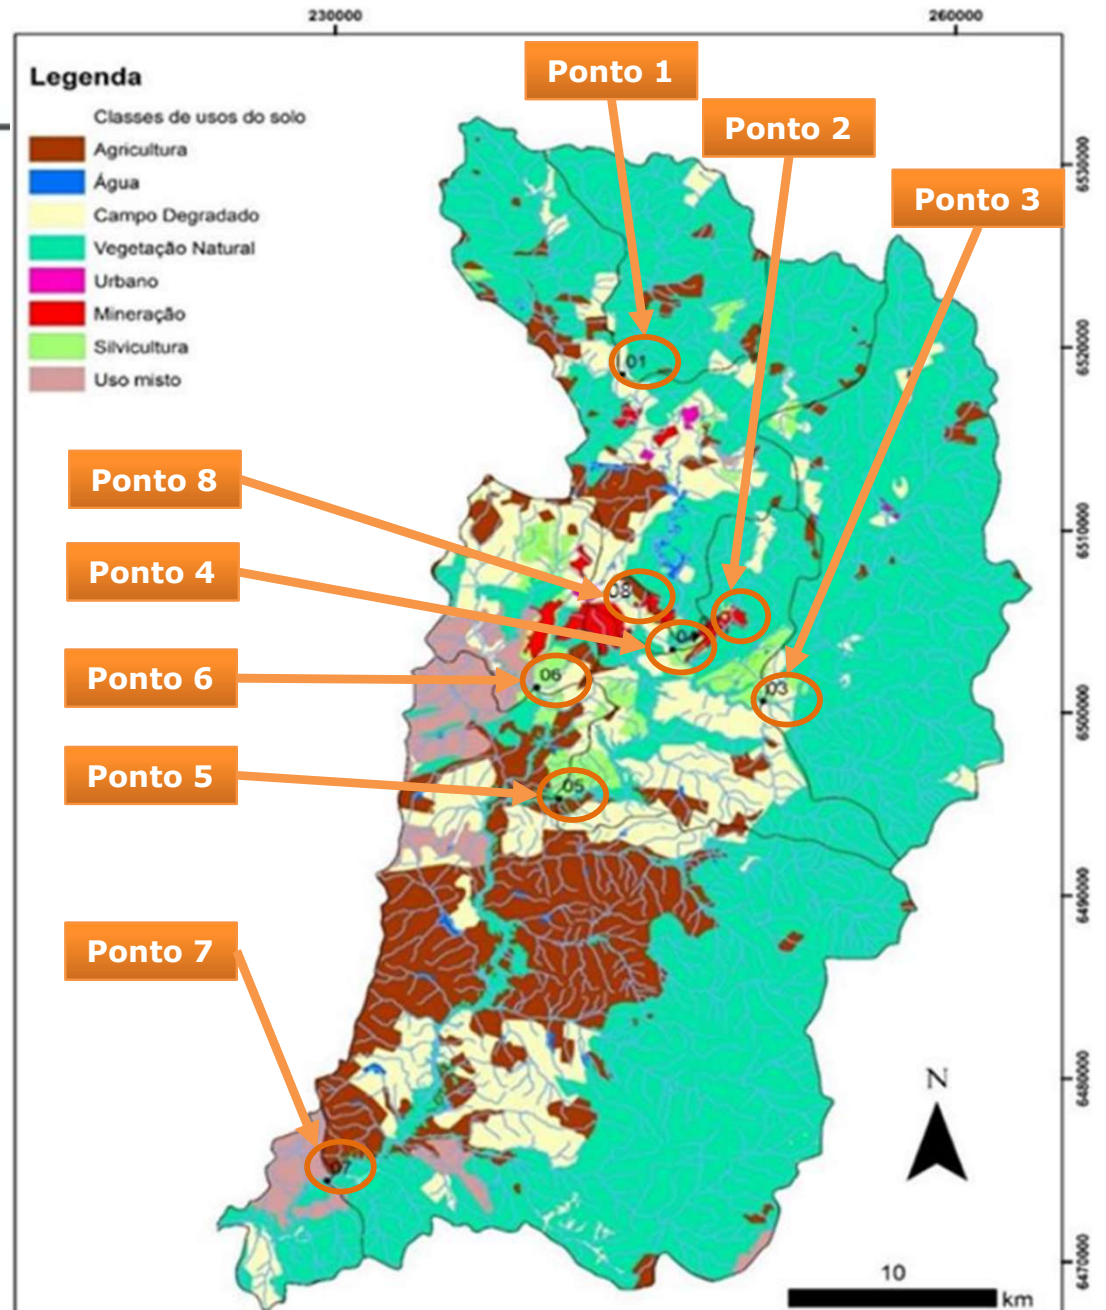 230000
260000
Legenda
Classes de usos do solo
Agricultura
Água
Campo Degradado
Vegetação Natural
Urbano
Mineração
Silvicultura
Uso misto
Ponto 1
Ponto 2
Ponto 3
6530000
6520000
01
Ponto 8
6510000
Ponto 4
08
04
Ponto 6
06
03
6500000
Ponto 5
05
6490000
Ponto 7
6480000
N
07
6470000
10
km